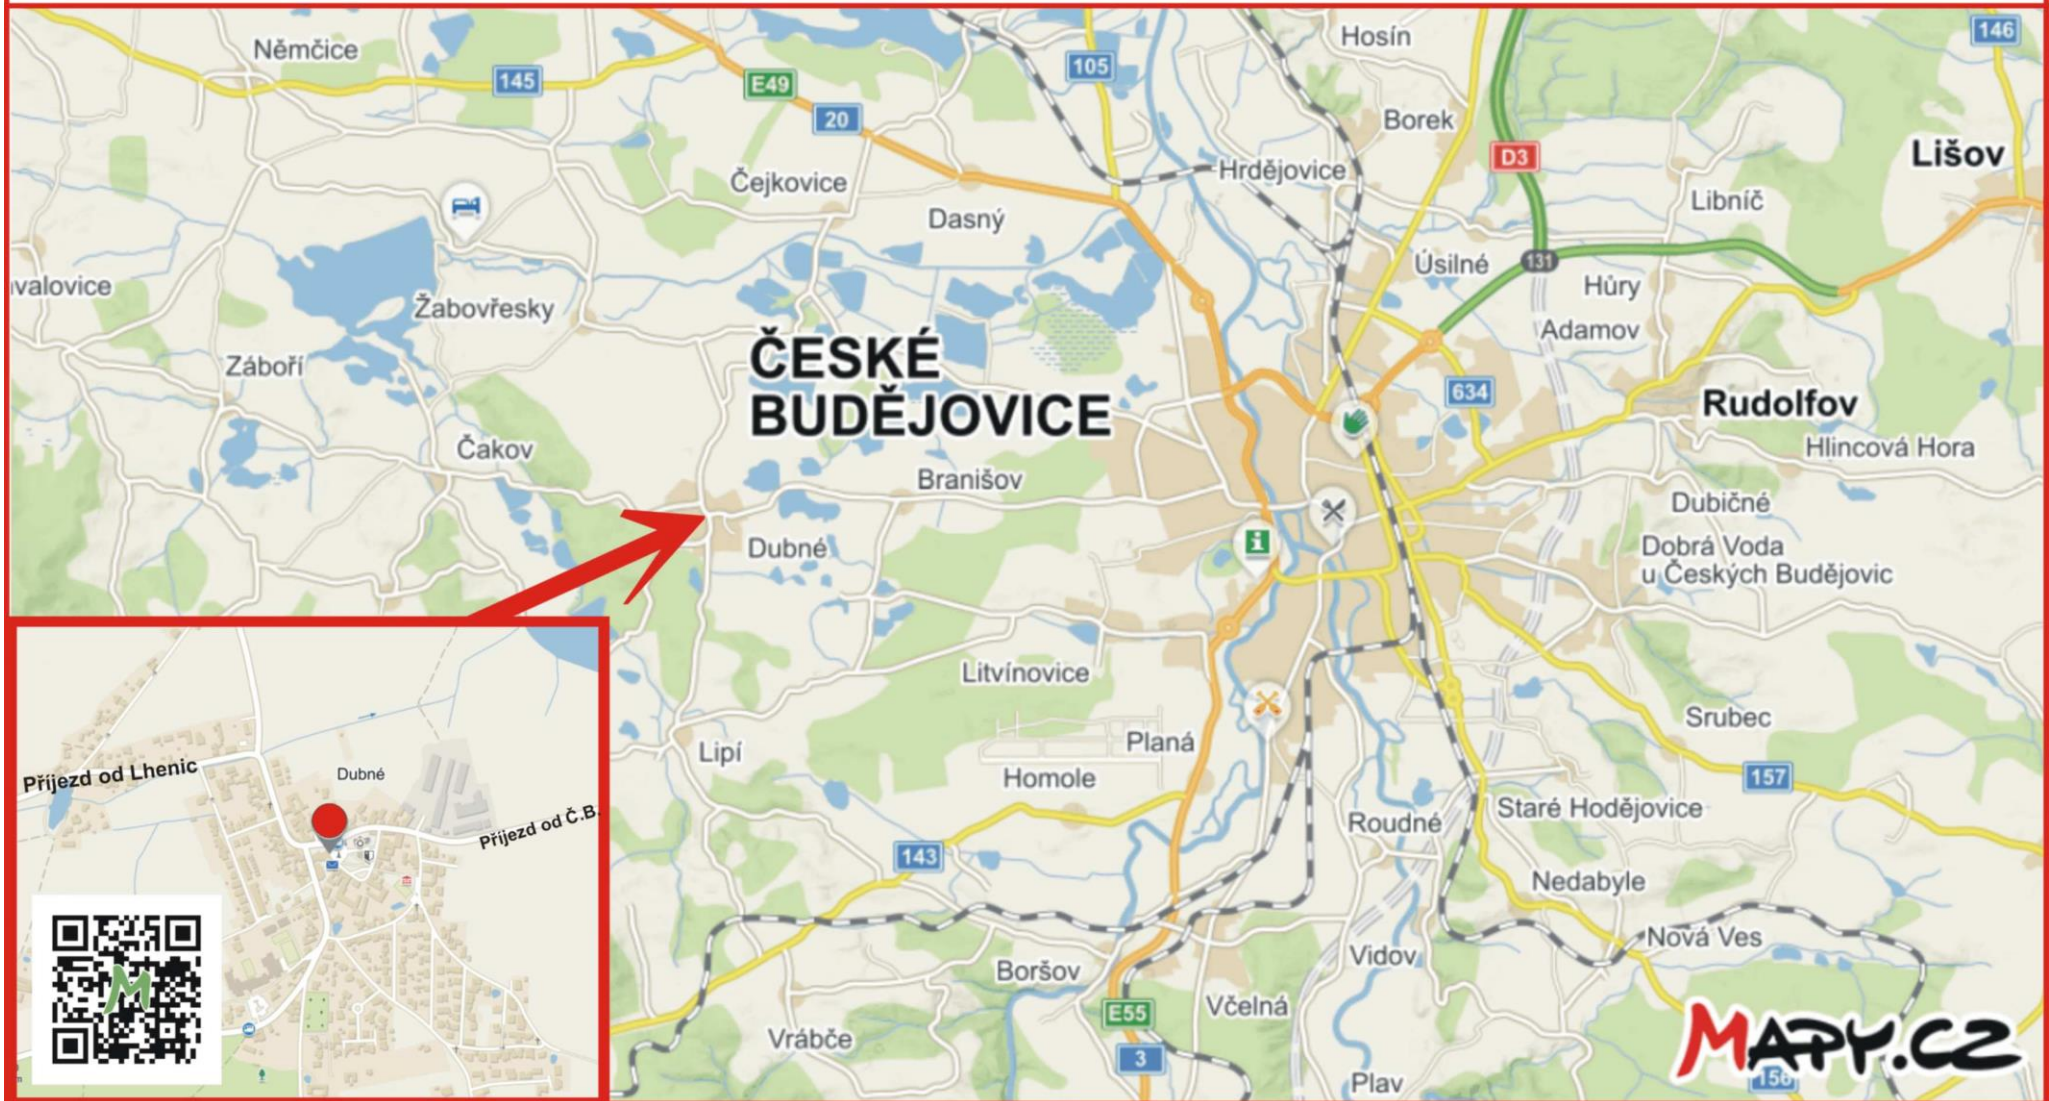 Němčice
145
E49
20
105
Hosín
146
Borek
D3
Lišov
Čejkovice
Hrdějovice
Libníč
Dasný
Úsilné
131
Hůry
valovice
Žabovřesky
Adamov
Záboří
ČESKÉ
BUDĚJOVICE
634
Rudolfov
Čakov
Hlincová Hora
Branišov
Dubičné
Dubné
i
Dobrá Voda
u Českých Budějovic
Litvínovice
Srubec
Lipí
Planá
Homole
157
Staré Hodějovice
Roudné
143
Nedabyle
Nová Ves
Boršov
Vidov
E55
Včelná
Vrábče
3
Plav
156
MAPY.CZ
Příjezd od Lhenic
Dubné
Příjezd od Č.B.
M